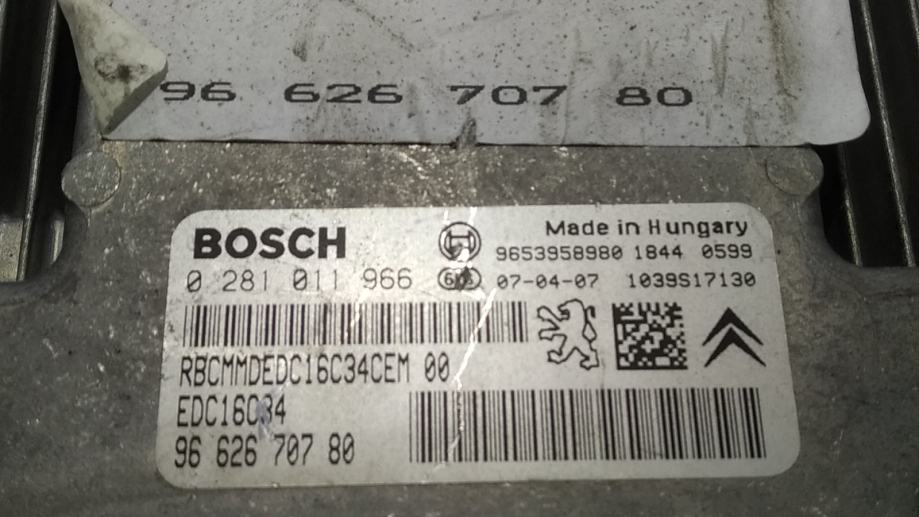 96 626 707 80
BOSCH
Made in Hungary
9653958980 1844 0599
0 281 011 966
07-04-07 1039S17130
RBCMMDEDC16C34CEM 00
EDC16C34
96 626 707 80